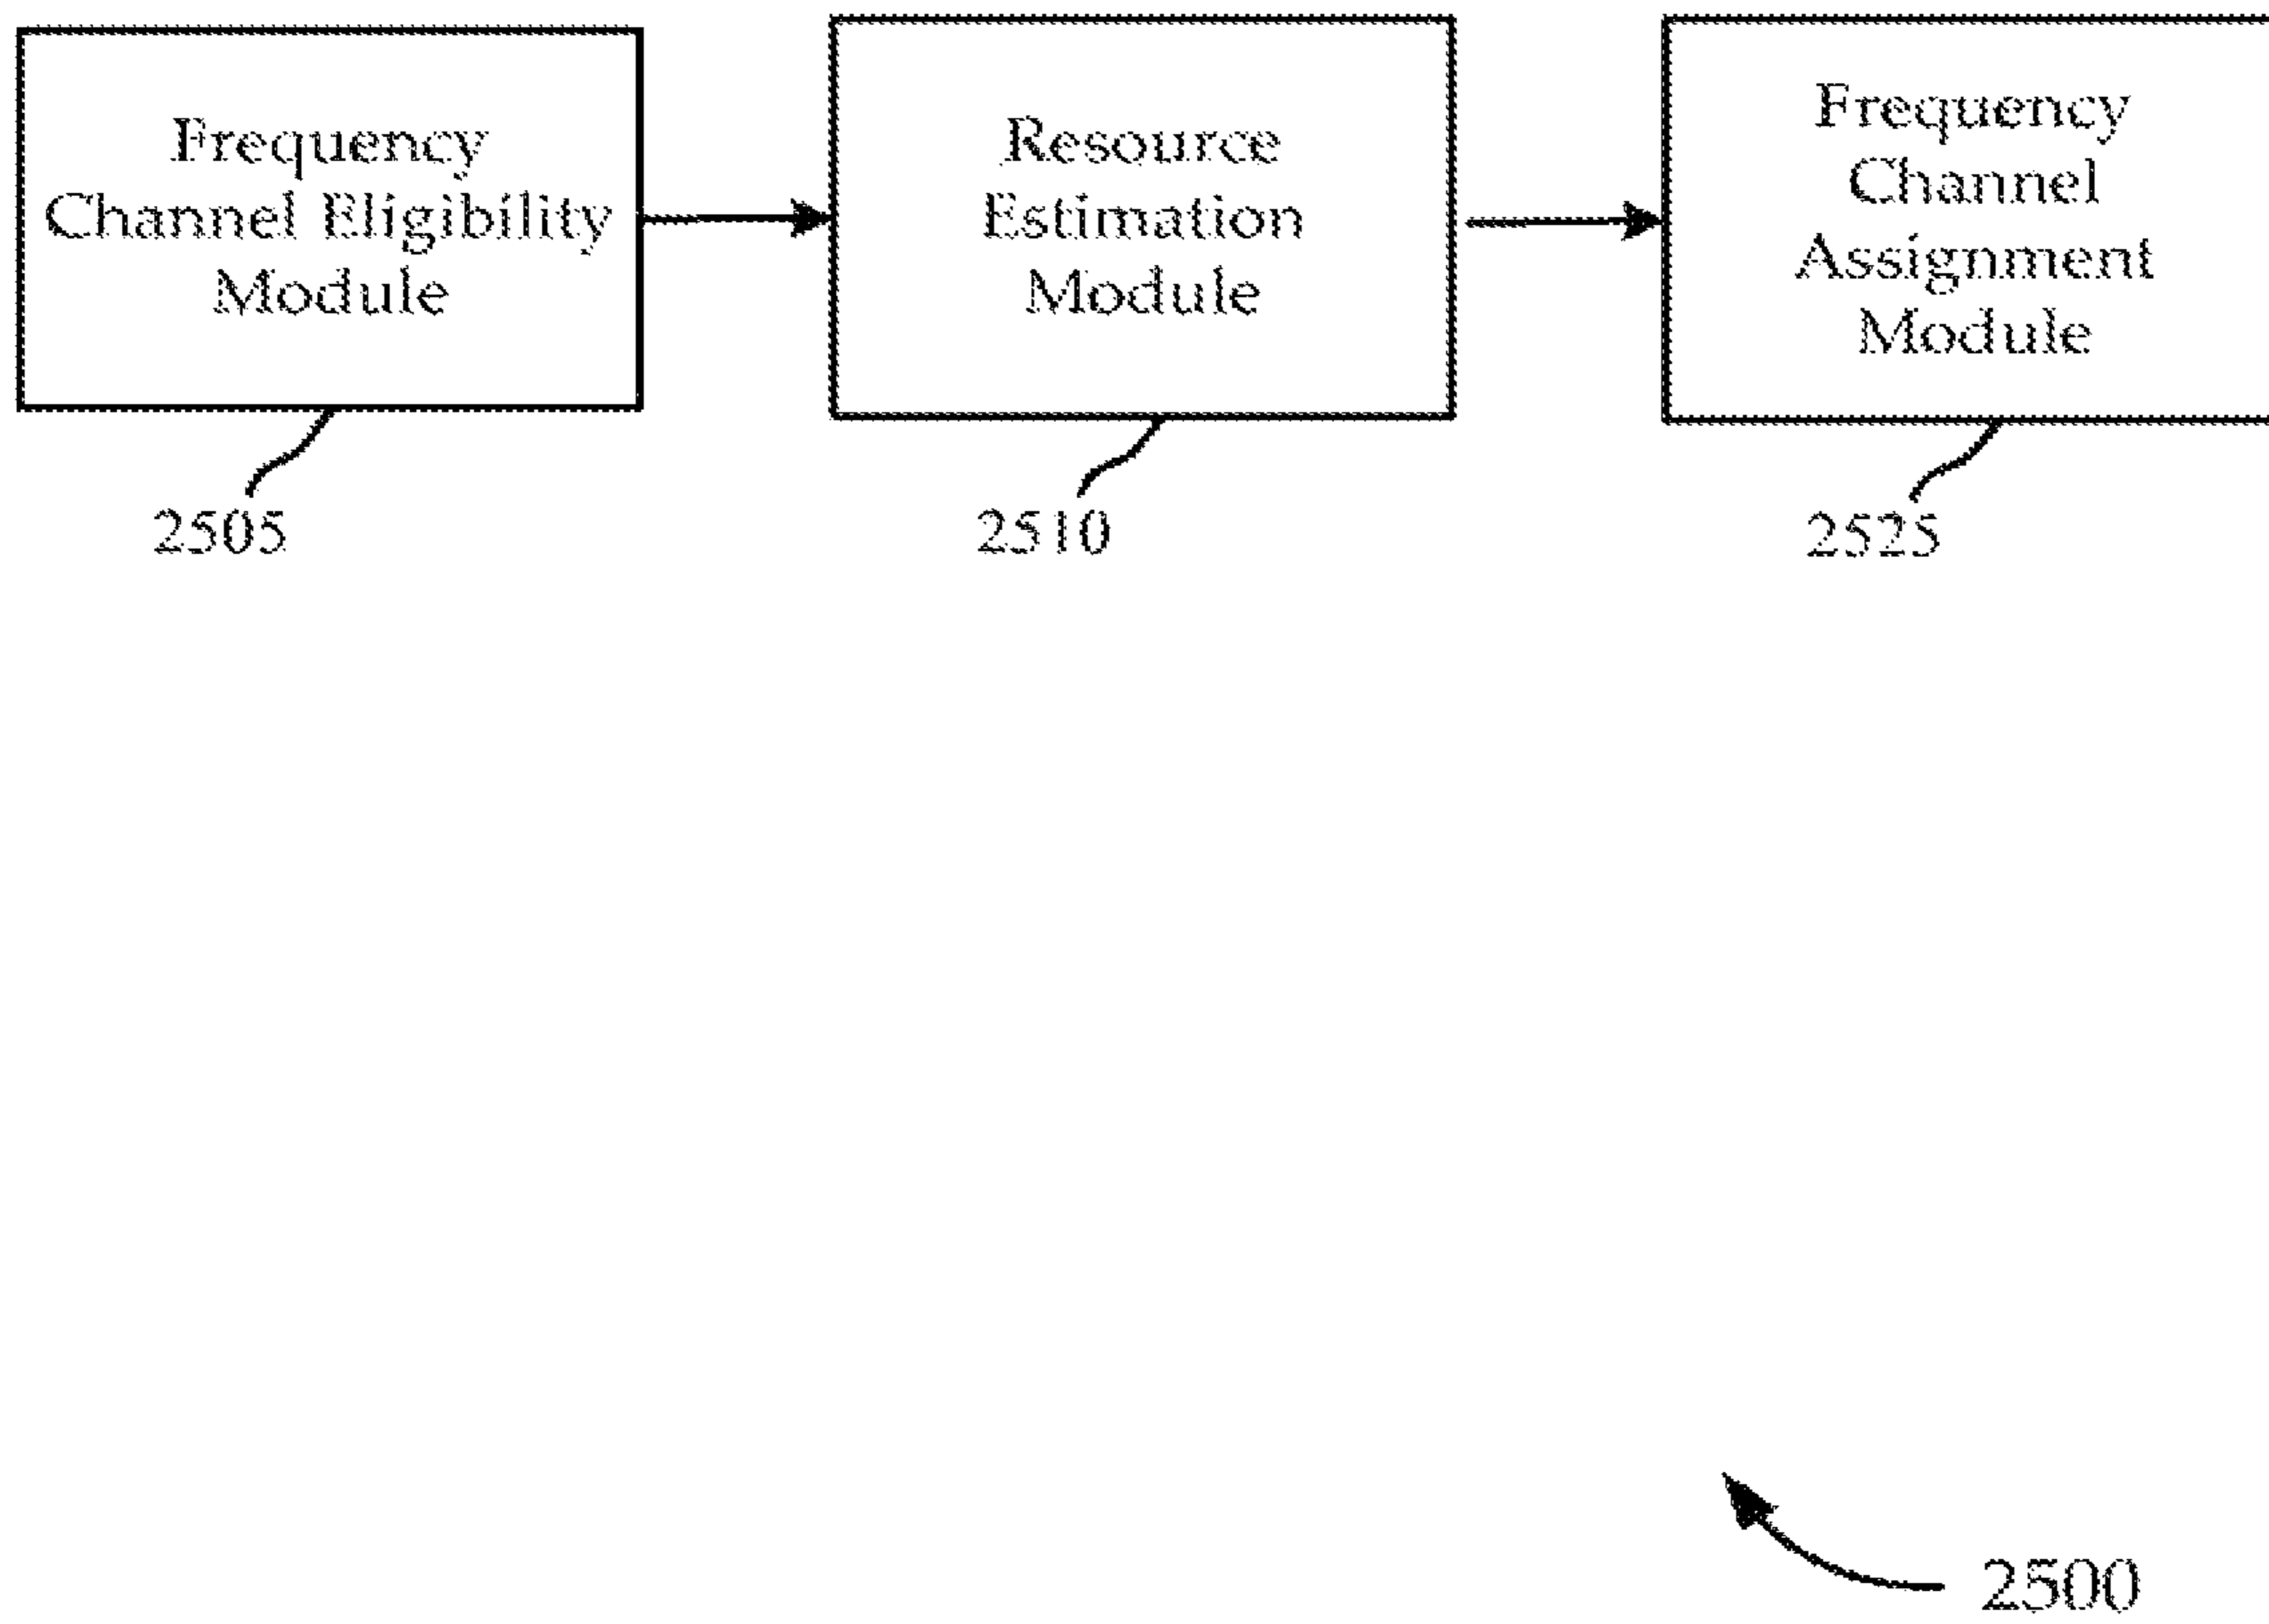 Frequency
Channel Eligibility
Module
Resource
Estimation
Module
Frequency
Channel
Assignment
Module
2505
2510
2525
2500